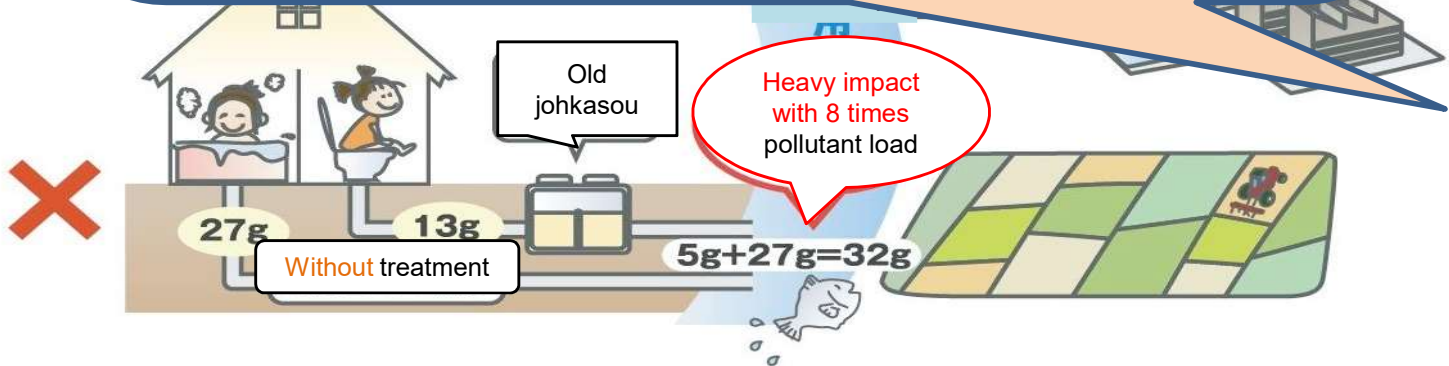 Old
johkasou
Heavy impact
with 8 times
pollutant load
27g
13g
Without treatment
5g+27g=32g